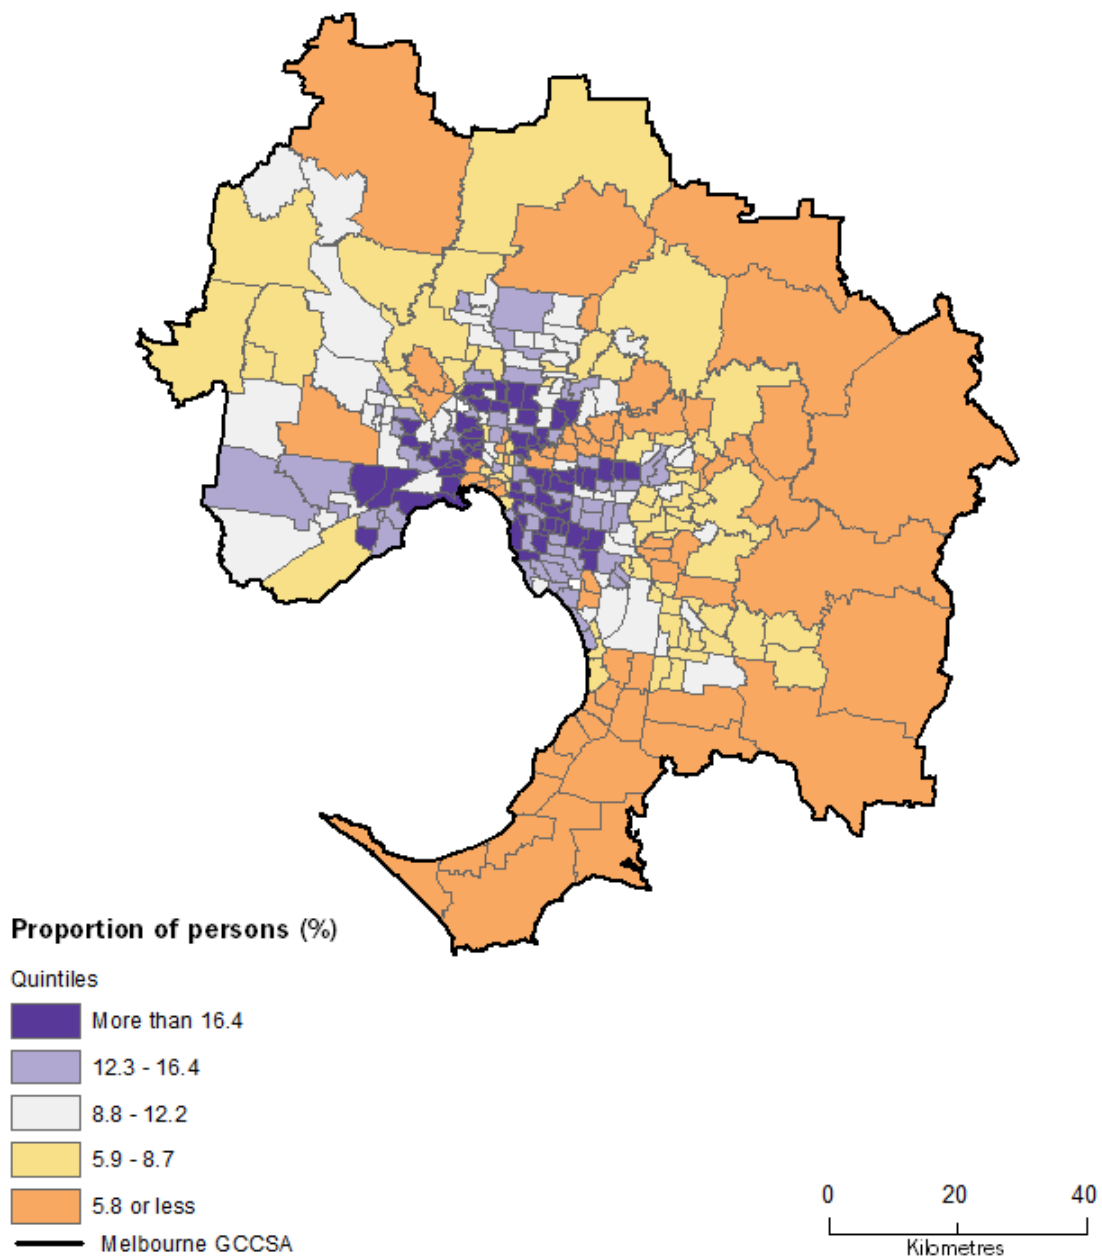 Proportion of persons (%)
Quintiles
More than 16.4
12.3 - 16.4
8.8 - 12.2
5.9 - 8.7
5.8 or less
Melbourne GCCSA
0 20 40
Kilometres